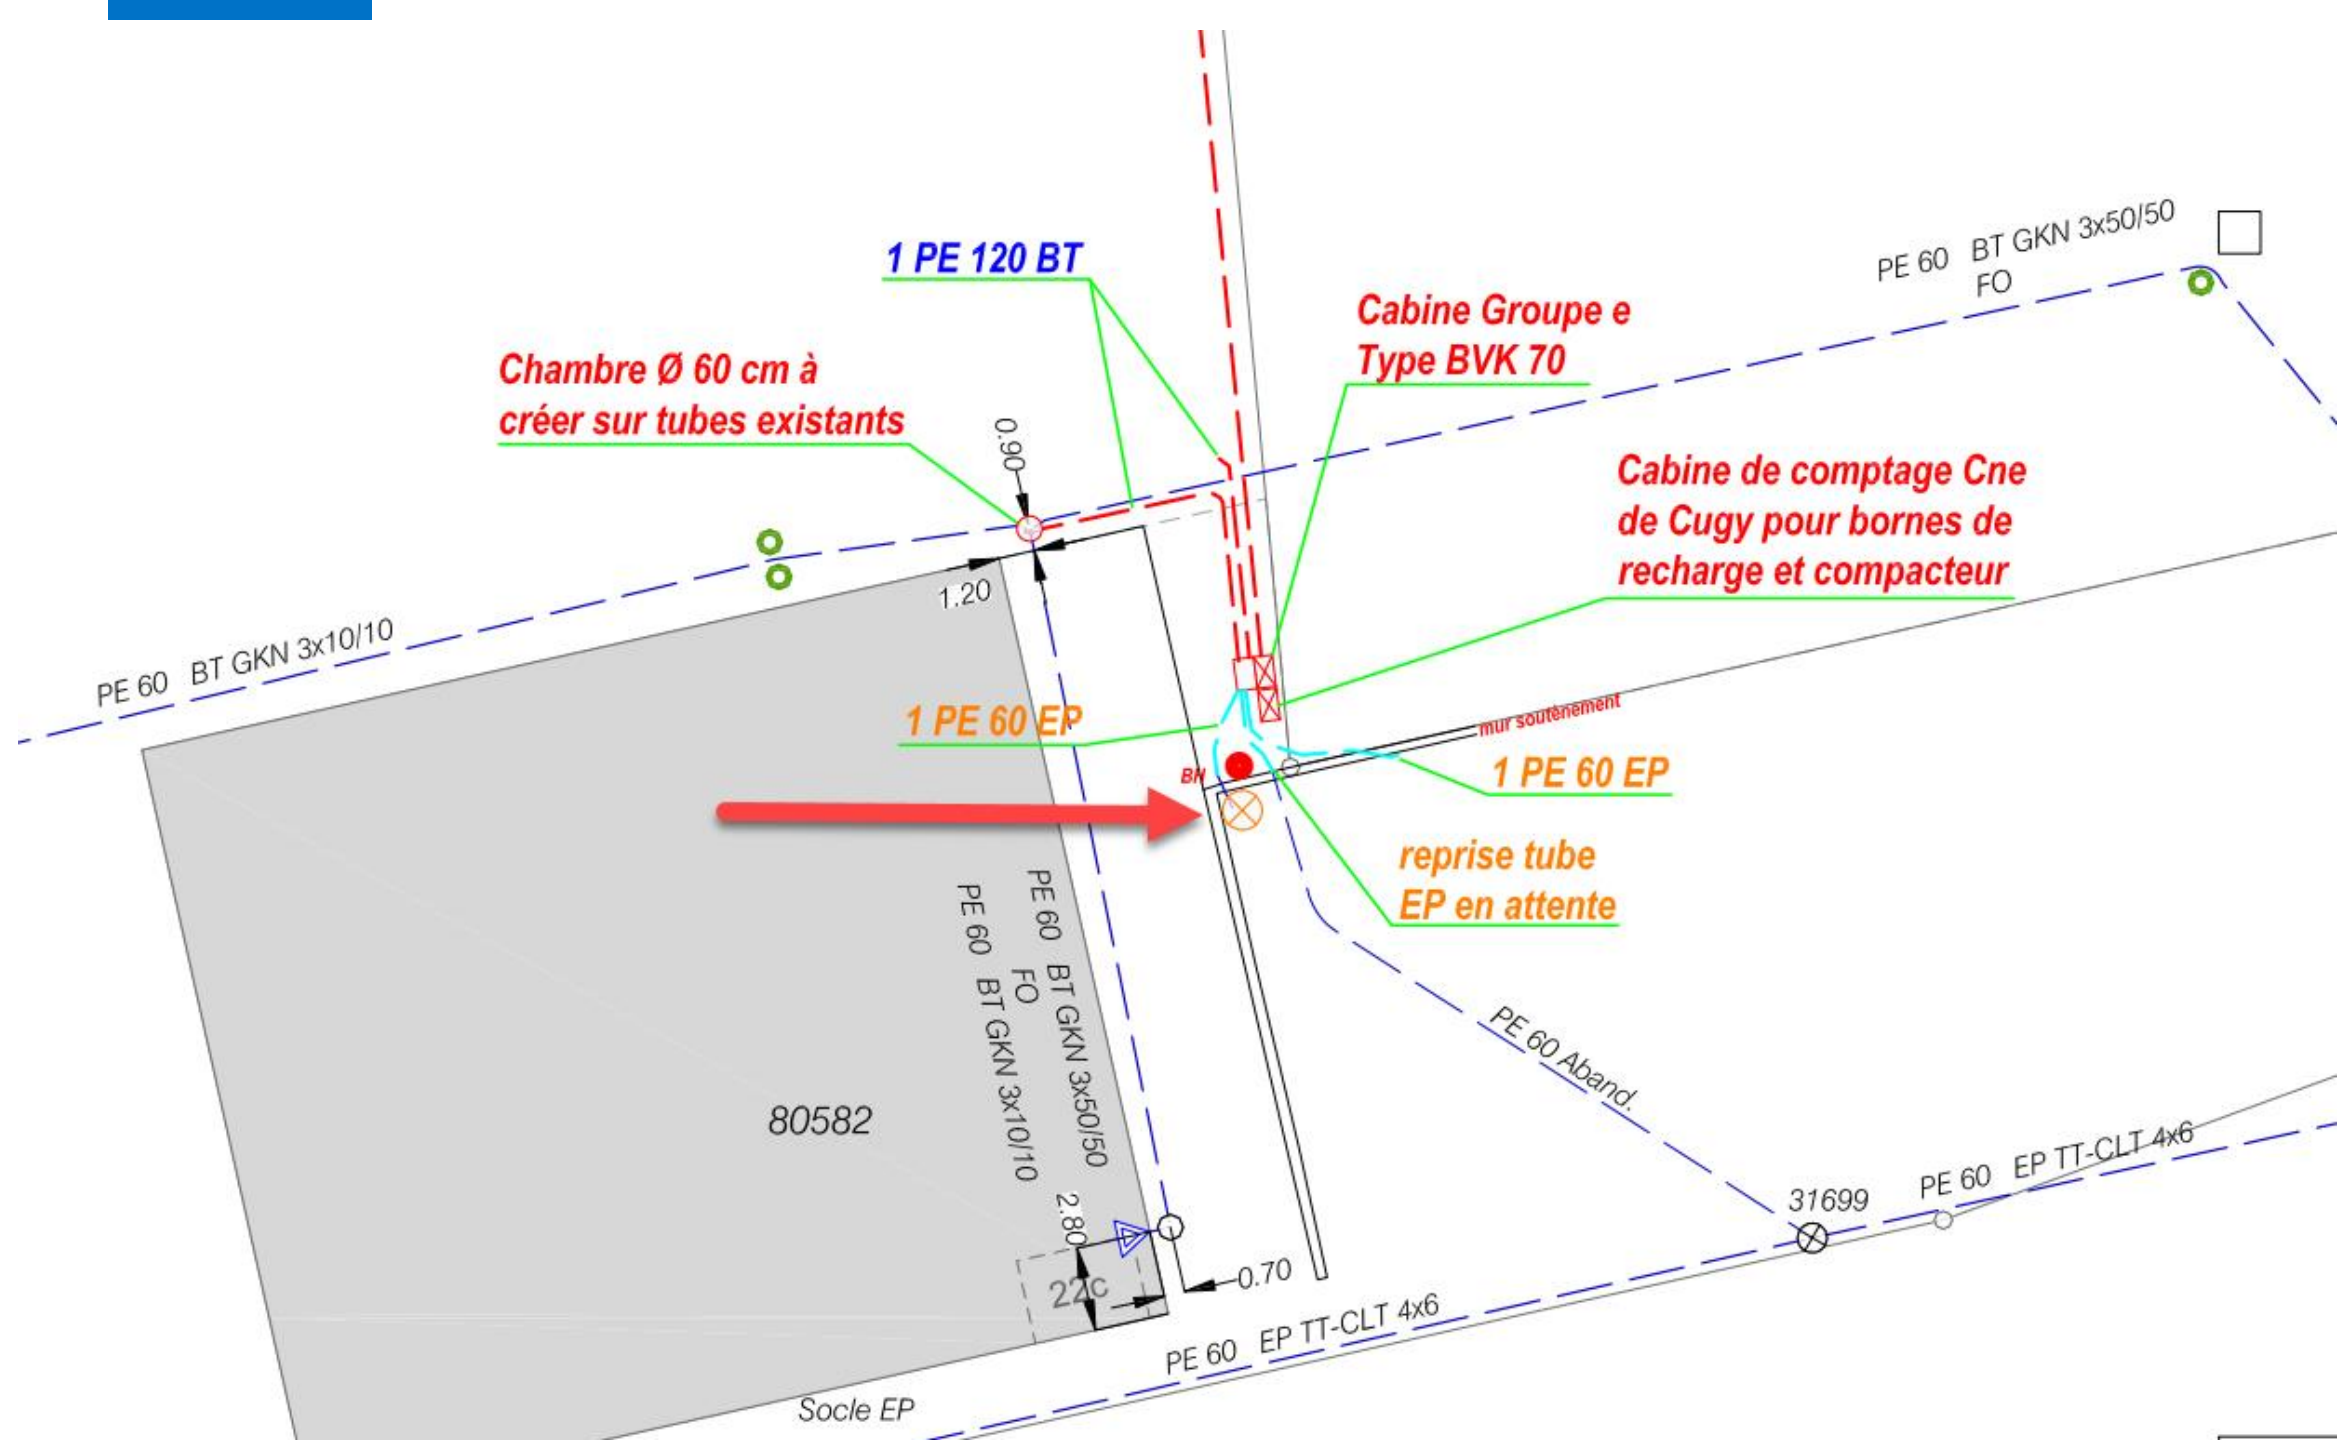 PE 60 BT GKN 3x50/50
FO
1 PE 120 BT
Cabine Groupe e
Type BVK 70
Chambre Ø 60 cm à
créer sur tubes existants
0.90
Cabine de comptage Cne
de Cugy pour bornes de
recharge et compacteur
1.20
PE 60 BT GKN 3x10/10
1 PE 60 EP
mur soutènement
BH
1 PE 60 EP
reprise tube
EP en attente
PE 60 BT GKN 3x50/50
FO
PE 60 BT GKN 3x10/10
PE 60 Aband.
80582
31699
PE 60 EP TT-CLT 4x6
2.80
22c
0.70
PE 60 EP TT-CLT 4x6
Socle EP